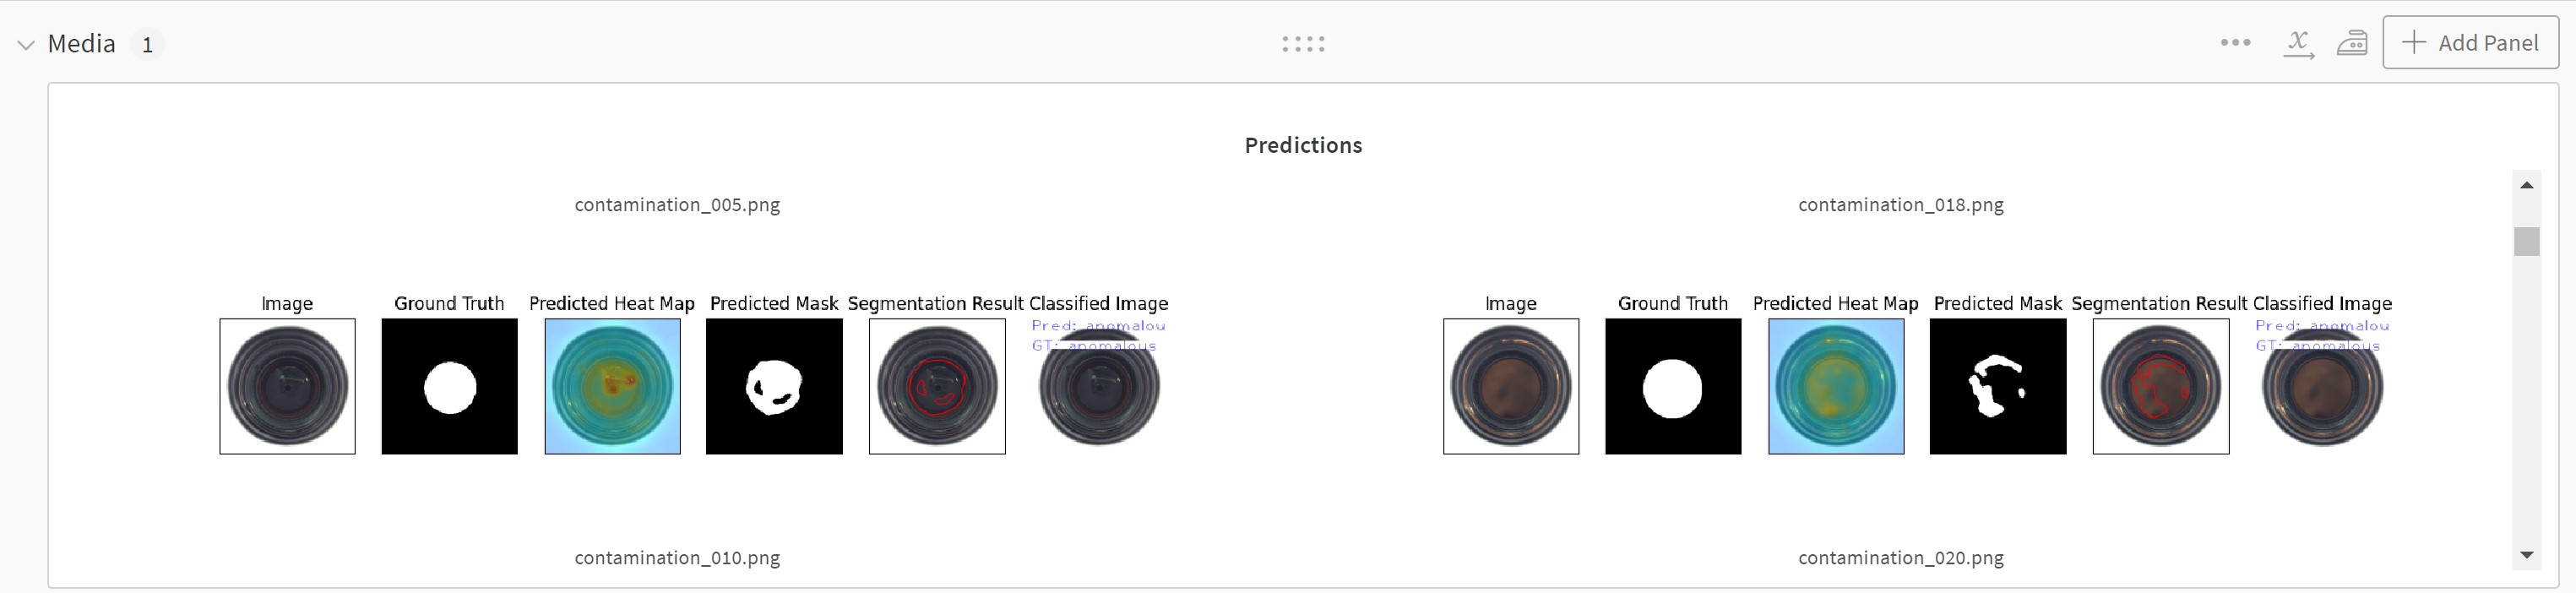 Media 1
Add Panel
Predictions
contamination_005.png
contamination_018.png
Image Ground Truth Predicted Heat Map Predicted Mask Segmentation Result Classified Image
Pred: anomalou
GT: anomalous
Image Ground Truth Predicted Heat Map Predicted Mask Segmentation Result Classified Image
Pred: anomalou
GT: anomalous
contamination_010.png
contamination_020.png